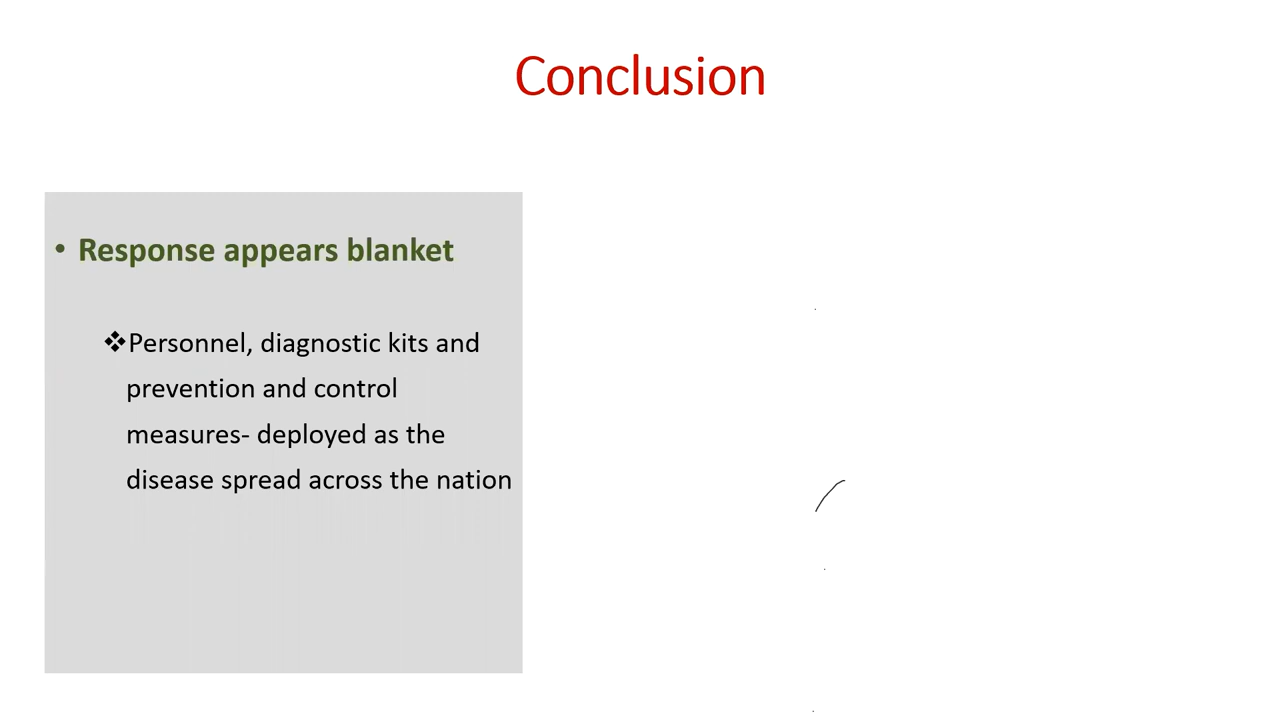 Conclusion
• Response appears blanket
❖Personnel, diagnostic kits and
prevention and control
measures- deployed as the
disease spread across the nation